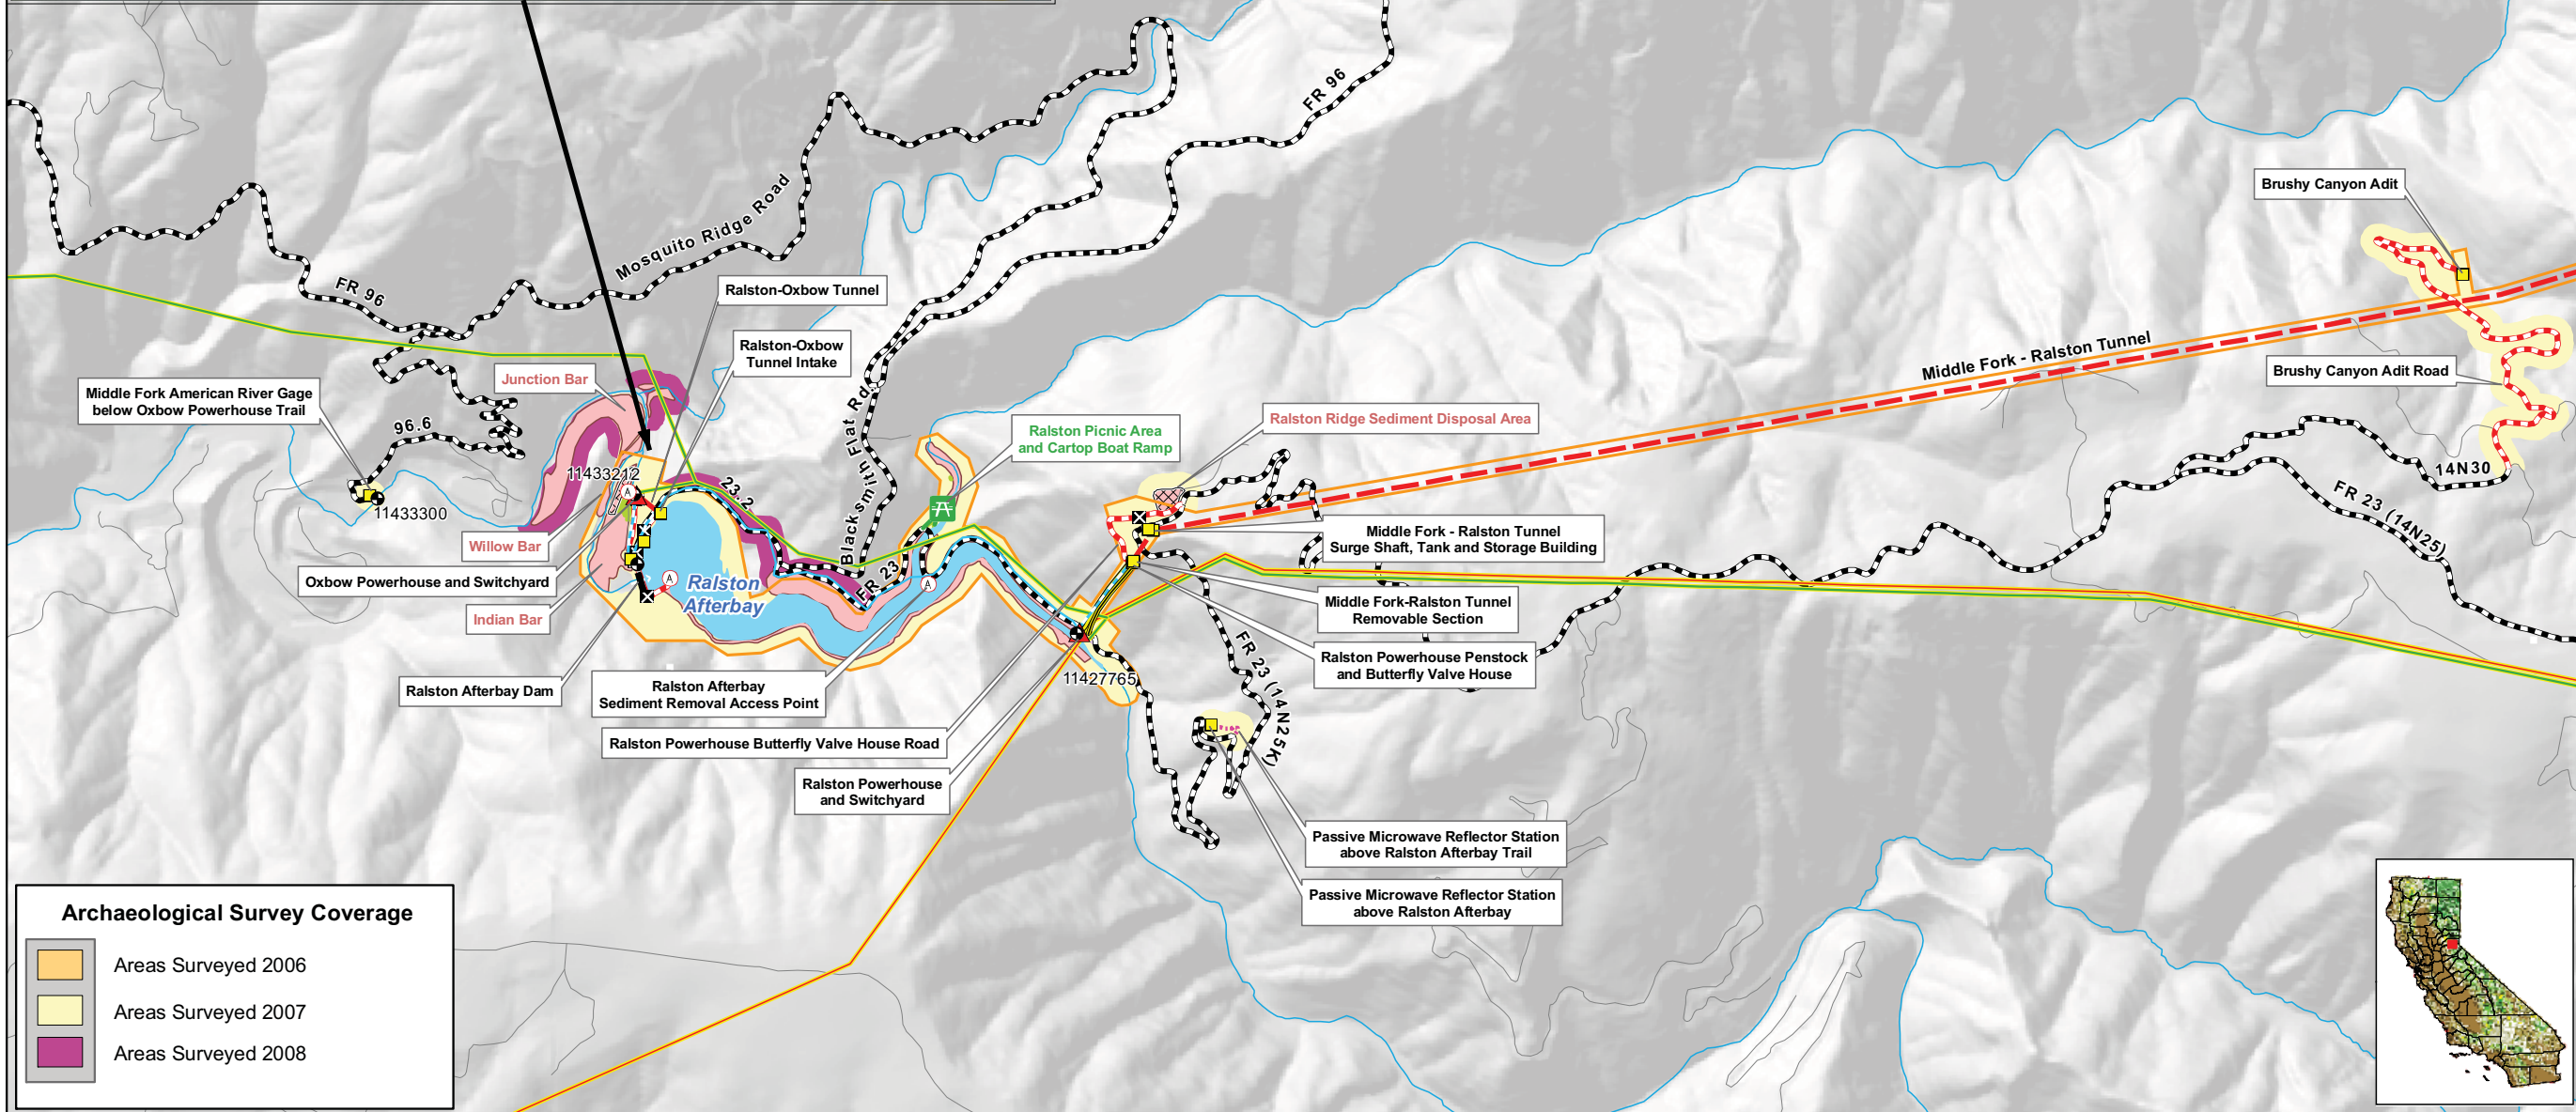 FR 96
Brushy Canyon Adit
Mosquito Ridge Road
FR 96
Ralston-Oxbow Tunnel
Ralston-Oxbow
Tunnel Intake
Middle Fork - Ralston Tunnel
Brushy Canyon Adit Road
Junction Bar
Middle Fork American River Gage
below Oxbow Powerhouse Trail
96.6
Blacksmith Flat Rd.
Ralston Picnic Area
and Cartop Boat Ramp
Ralston Ridge Sediment Disposal Area
11433212
A
23.2
14N30
FR 23 (14N25)
11433300
Willow Bar
Middle Fork - Ralston Tunnel
Surge Shaft, Tank and Storage Building
Oxbow Powerhouse and Switchyard
A
Ralston
Afterbay
FR 23
A
Middle Fork-Ralston Tunnel
Removable Section
Indian Bar
Ralston Powerhouse Penstock
and Butterfly Valve House
FR 23 (14N25K)
11427765
Ralston Afterbay Dam
Ralston Afterbay
Sediment Removal Access Point
Ralston Powerhouse Butterfly Valve House Road
Ralston Powerhouse
and Switchyard
Passive Microwave Reflector Station
above Ralston Afterbay Trail
Passive Microwave Reflector Station
above Ralston Afterbay
Archaeological Survey Coverage
Areas Surveyed 2006
Areas Surveyed 2007
Areas Surveyed 2008